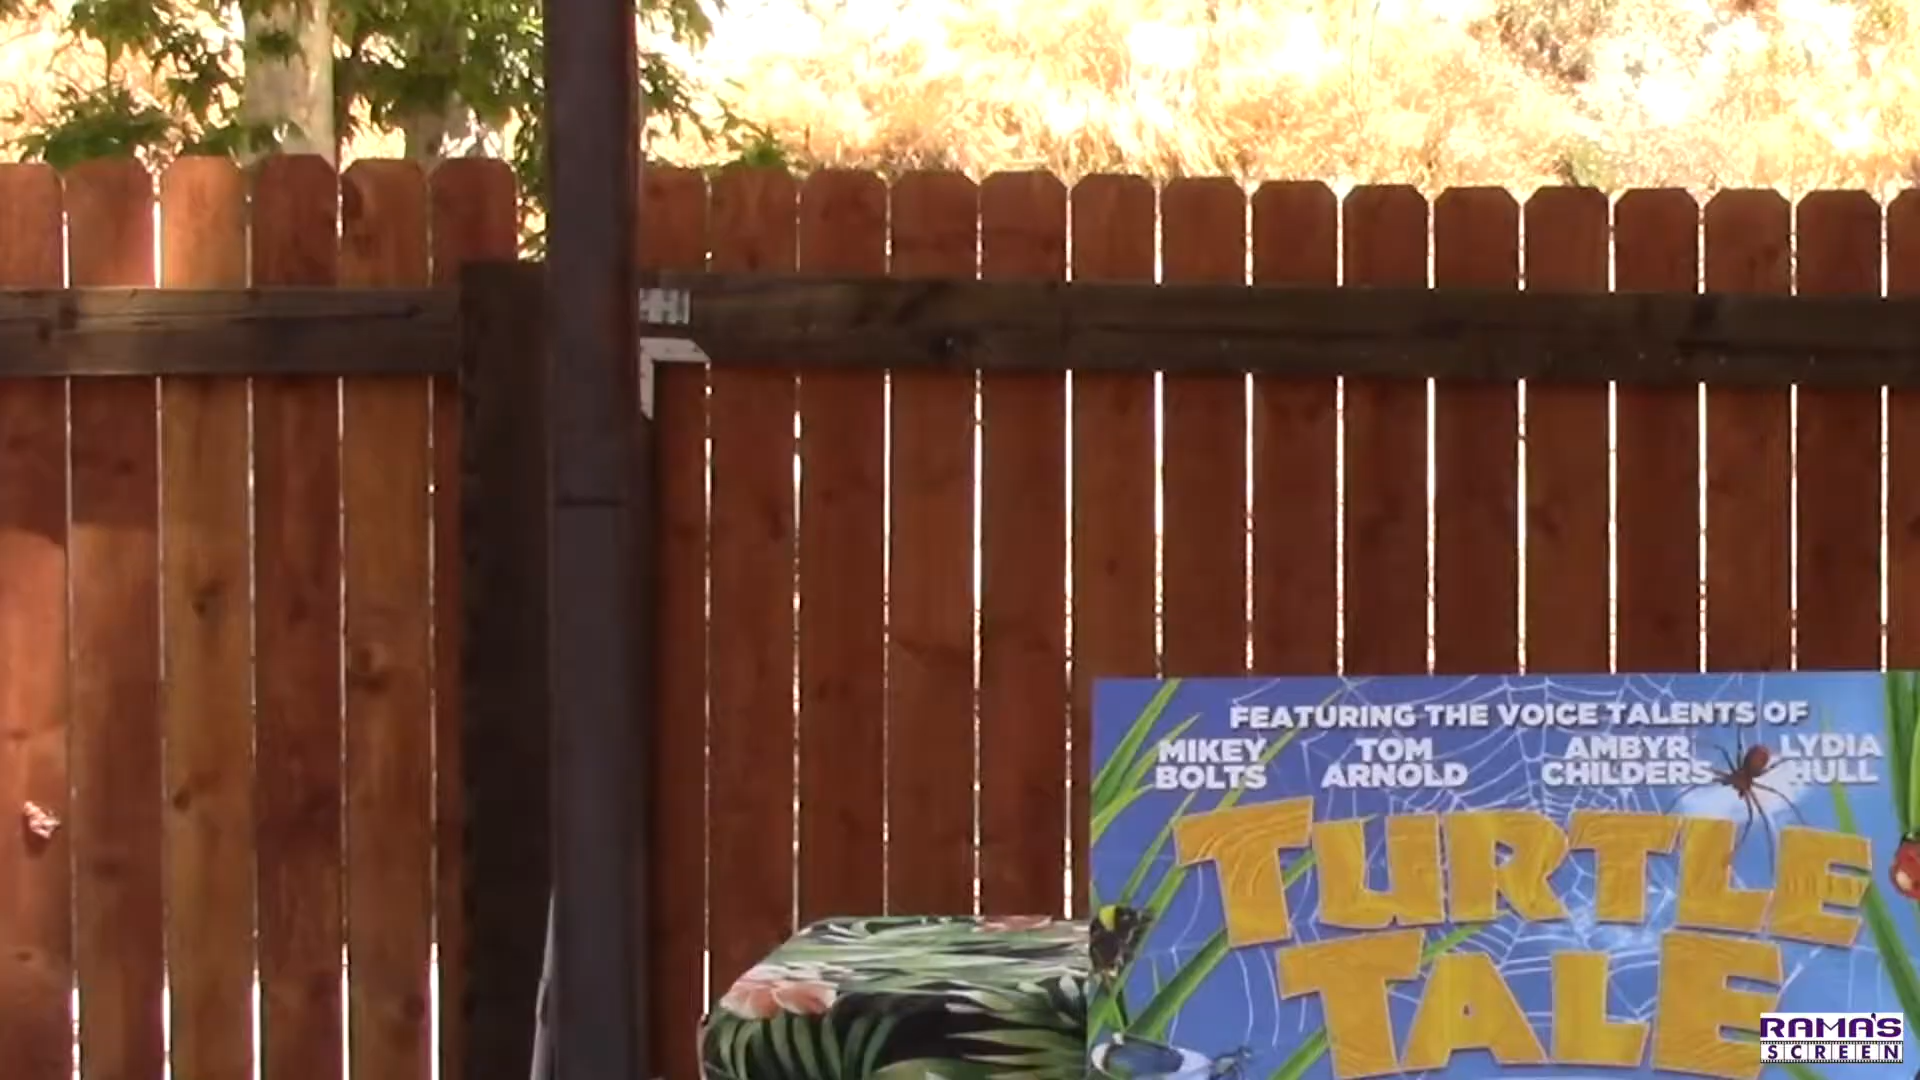 FEATURING THE VOICE TALENTS OF
MIKEY BOLTS
TOM ARNOLD
AMBYR CHILDERS
LYDIA HULL
TURTLE
TALE
RAMA'S
SCREEN